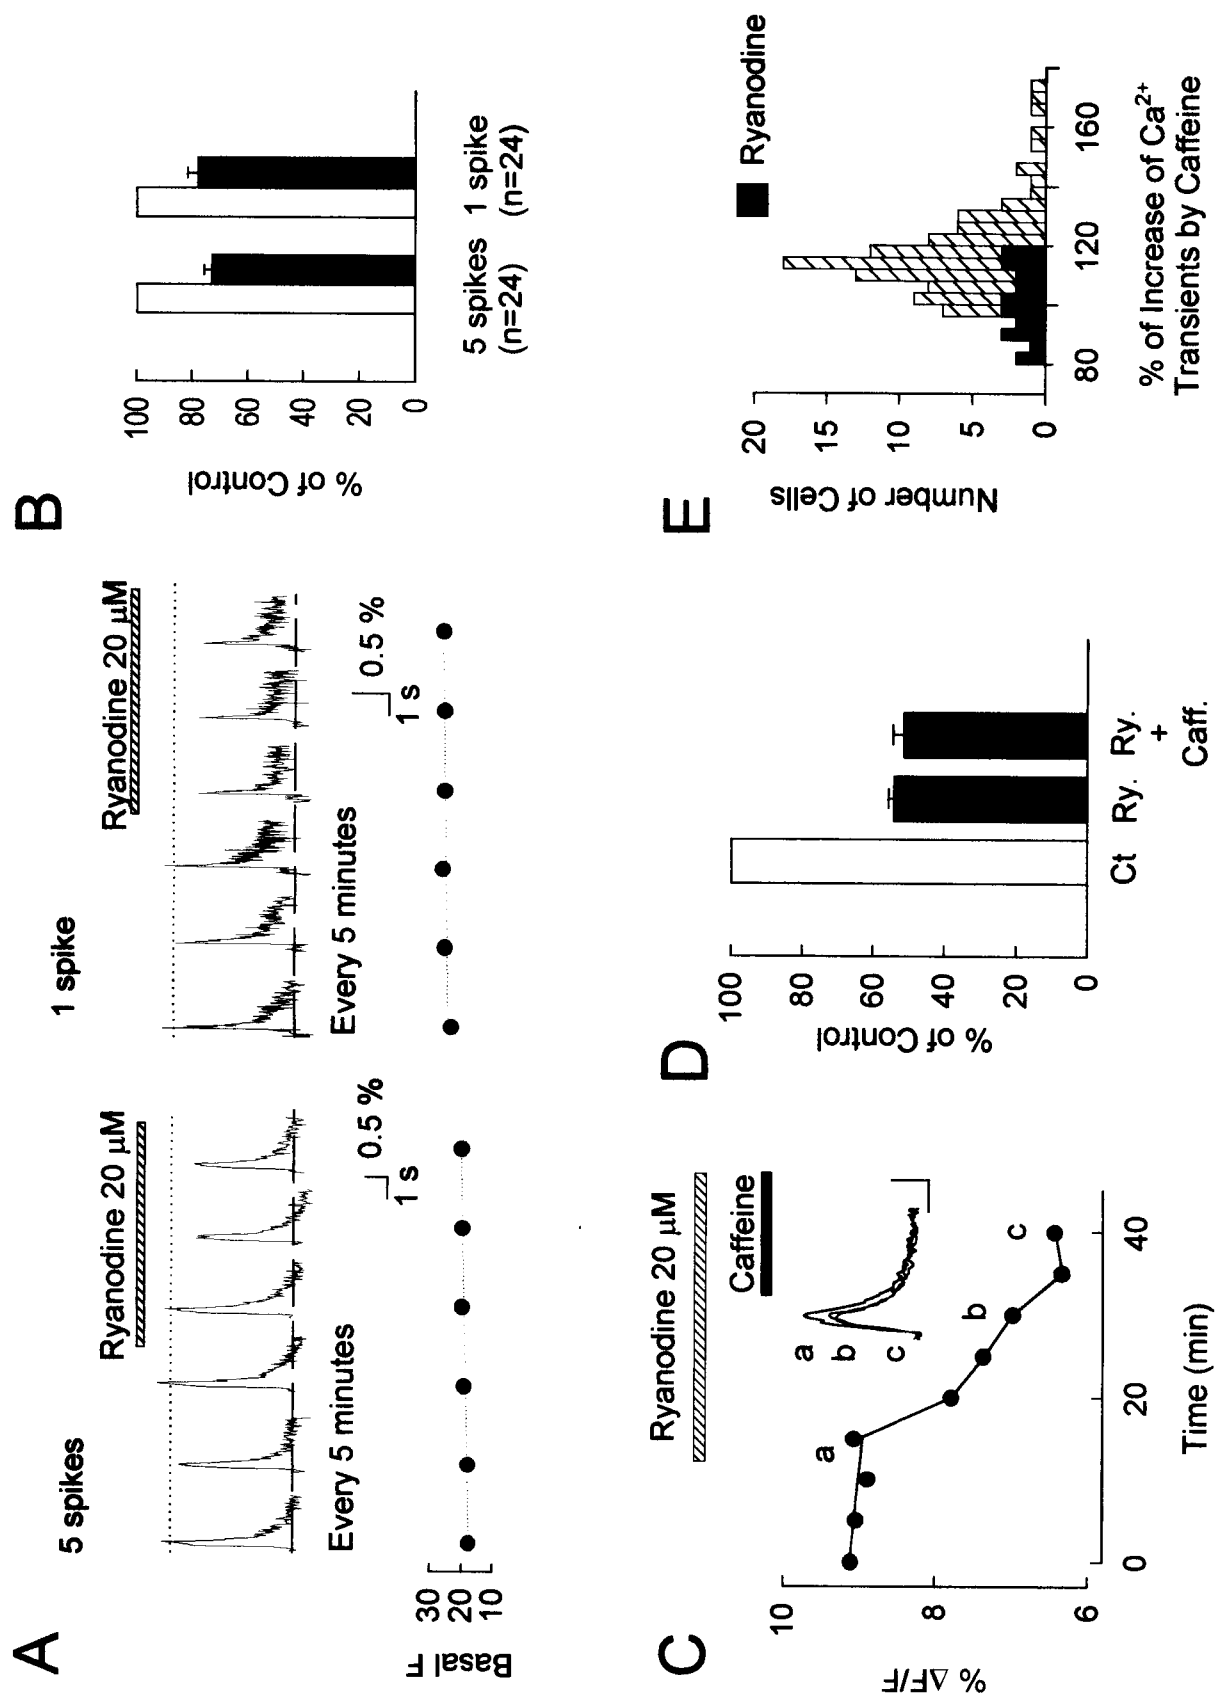 A
5 spikes
Ryanodine 20 μM
Every 5 minutes
0.5 %
1 s
1 spike
Ryanodine 20 μM
Every 5 minutes
0.5 %
1 s
Basal F
30
20
10
B
% of Control
100
80
60
40
20
0
5 spikes
(n=24)
1 spike
(n=24)
C
Ryanodine 20 μM
Caffeine
% ΔF/F
10
8
6
a
b
c
a
b
c
0
20
40
Time (min)
D
% of Control
100
80
60
40
20
0
Ct
Ry.
Ry.
+
Caff.
E
Ryanodine
Number of Cells
20
15
10
5
0
80
120
160
% of Increase of Ca²⁺
Transients by Caffeine